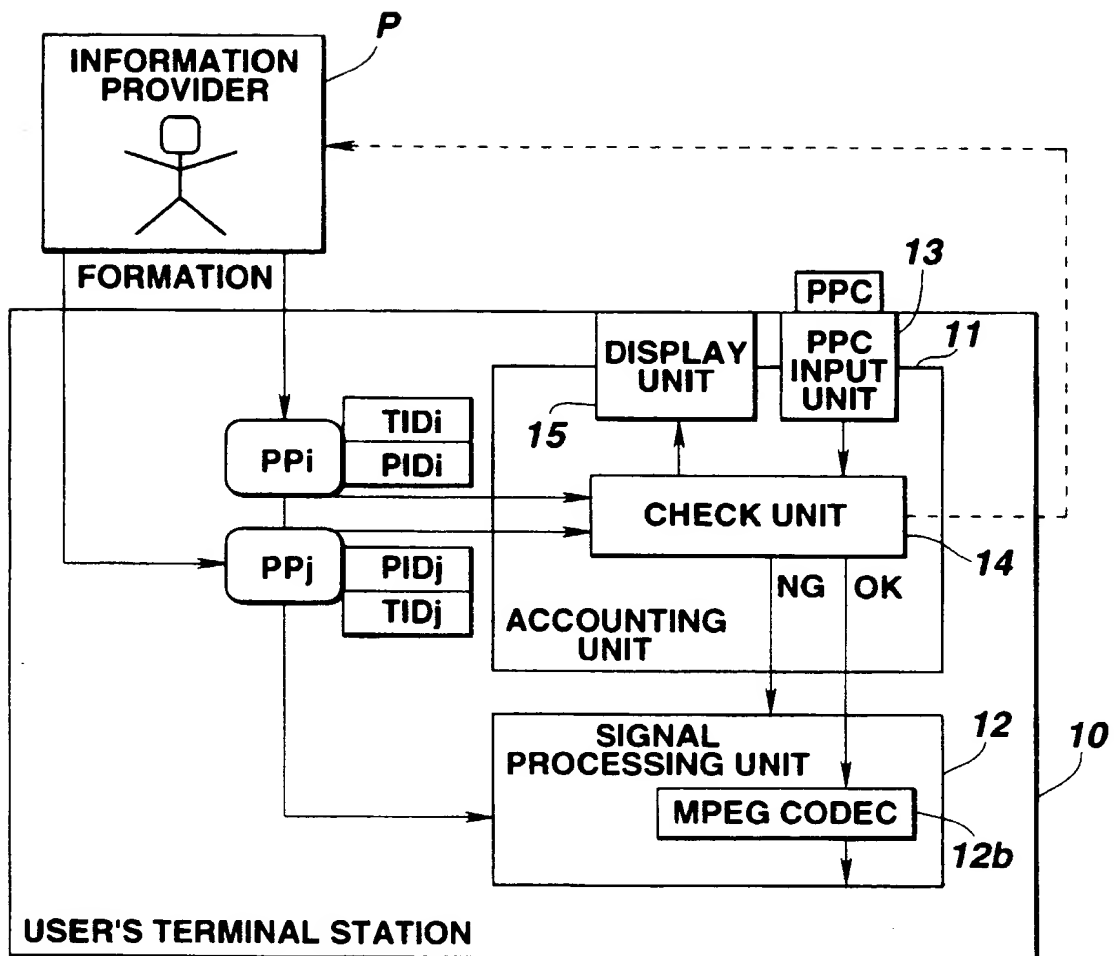 P
INFORMATION
PROVIDER
FORMATION
13
PPC
11
DISPLAY
UNIT
PPC
INPUT
UNIT
15
TIDi
PPi
PIDi
CHECK UNIT
14
PPj
PIDj
TIDj
NG
OK
ACCOUNTING
UNIT
SIGNAL
PROCESSING UNIT
12
10
MPEG CODEC
12b
USER'S TERMINAL STATION